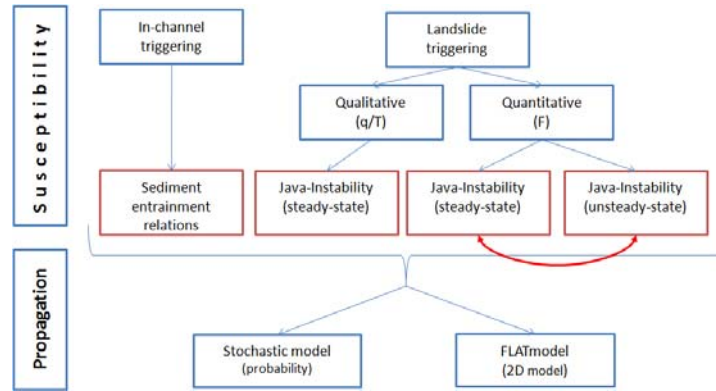 Susceptibility
In-channel
triggering
Landslide
triggering
Qualitative
(q/T)
Quantitative
(F)
Sediment
entrainment
relations
Java-Instability
(steady-state)
Java-Instability
(steady-state)
Java-Instability
(unsteady-state)
Propagation
Stochastic model
(probability)
FLATmodel
(2D model)